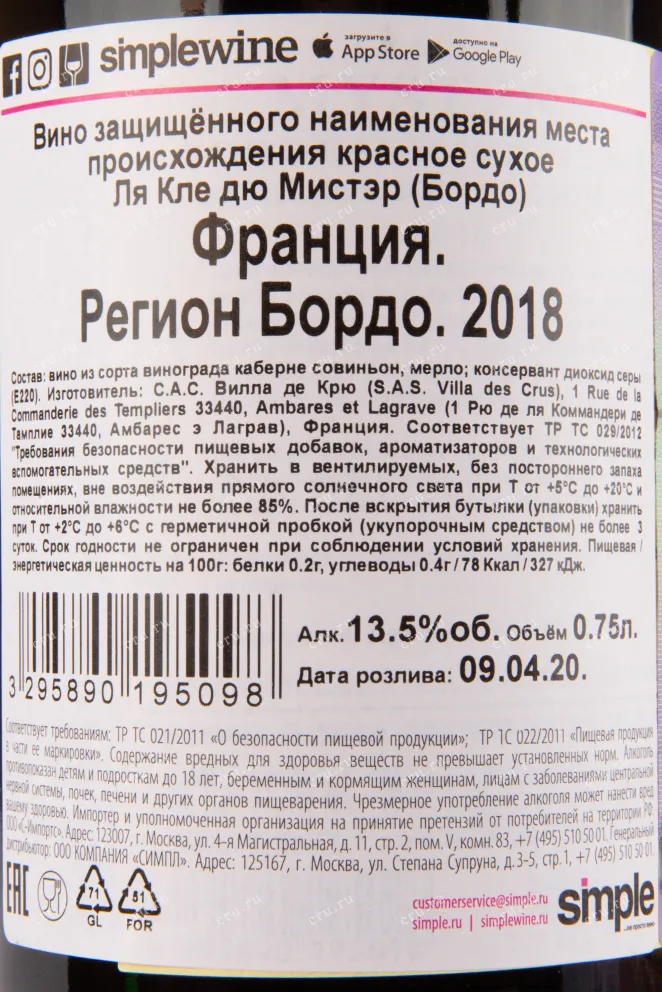 simplewine загрузите в App Store доступно на Google Play
Вино защищённого наименования места
происхождения красное сухое
Ля Кле дю Мистэр (Бордо)
Франция.
Регион Бордо. 2018
Состав: вино из сорта винограда каберне совиньон, мерло; консервант диоксид серы
(Е220). Изготовитель: С.А.С. Вилла де Крю (S.A.S. Villa des Crus), 1 Rue de la
Commanderie des Templiers 33440, Ambares et Lagrave (1 Рю де ля Коммандери де
Тамплие 33440, Амбарес э Лаграв), Франция. Соответствует ТР ТС 029/2012
"Требования безопасности пищевых добавок, ароматизаторов и технологических
вспомогательных средств". Хранить в вентилируемых, без постороннего запаха
помещениях, вне воздействия прямого солнечного света при Т от +5°С до +20°С и
относительной влажности не более 85%. После вскрытия бутылки (упаковки) хранить
при Т от +2°С до +6°С с герметичной пробкой (укупорочным средством) не более 3
суток. Срок годности не ограничен при соблюдении условий хранения. Пищевая /
энергетическая ценность на 100г: белки 0.2г, углеводы 0.4г / 78 Ккал / 327 кДж.
Алк. 13.5%об. Объём 0.75л.
Дата розлива: 09.04.20.
3 295890 195098
Соответствует требованиям: ТР ТС 021/2011 «О безопасности пищевой продукции»; ТР ТС 022/2011 «Пищевая продукция
в части ее маркировки». Содержание вредных для здоровья веществ не превышает установленных норм. Алкоголь
противопоказан детям и подросткам до 18 лет, беременным и кормящим женщинам, лицам с заболеваниями центральной
нервной системы, почек, печени и других органов пищеварения. Чрезмерное употребление алкоголя может нанести вред
вашему здоровью. Импортер и уполномоченная организация на принятие претензий от потребителей на территории РФ:
ООО «С-Импорт». Адрес: 123007, г. Москва, ул. 4-я Магистральная, д. 11, стр. 2, пом. V, комн. 83, +7 (495) 510 50 01. Генеральный
дистрибьютор: ООО КОМПАНИЯ «СИМПЛ». Адрес: 125167, г. Москва, ул. Степана Супруна, д. 3-5, стр.1, +7 (495) 510 50 01.
ЕАС 71 GL 81 FOR
customerservice@simple.ru
simple.ru | simplewine.ru
simple
...не просто вино
cru.ru